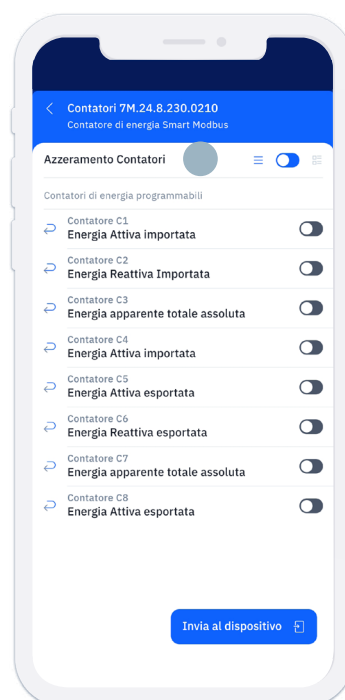 Contatori 7M.24.8.230.0210
Contatore di energia Smart Modbus
Azzeramento Contatori
Contatori di energia programmabili
Contatore C1
Energia Attiva importata
Contatore C2
Energia Reattiva Importata
Contatore C3
Energia apparente totale assoluta
Contatore C4
Energia Attiva importata
Contatore C5
Energia Attiva esportata
Contatore C6
Energia Reattiva esportata
Contatore C7
Energia apparente totale assoluta
Contatore C8
Energia Attiva esportata
Invia al dispositivo